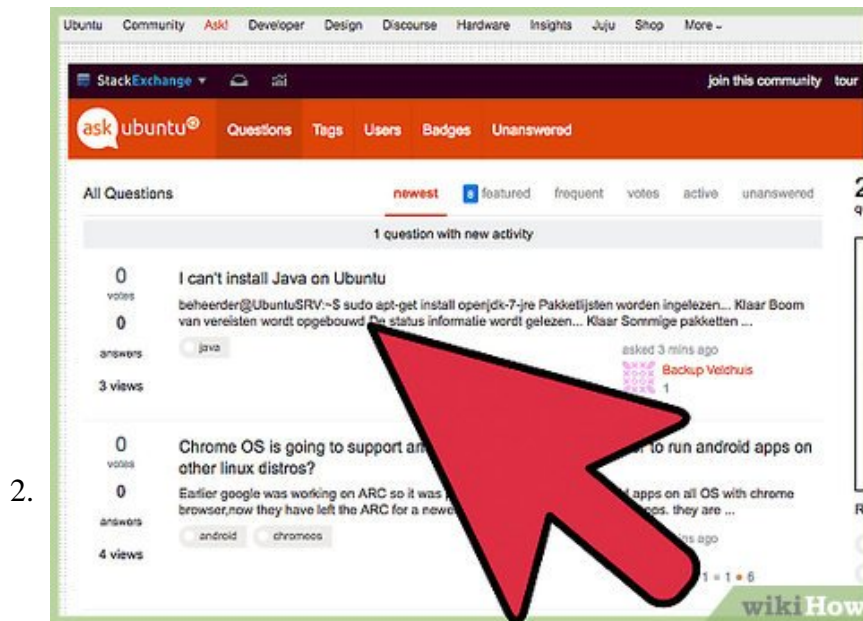 Ubuntu Community Ask! Developer Design Discourse Hardware Insights Juju Shop More
StackExchange join this community tour
ask ubuntu® Questions Tags Users Badges Unanswered
All Questions newest 8 featured frequent votes active unanswered
1 question with new activity
0
votes
0
answers
3 views
I can't install Java on Ubuntu
beheerder@UbuntuSRV:~$ sudo apt-get install openjdk-7-jre Pakketlijsten worden ingelezen... Klaar Boom
van vereisten wordt opgebouwd De status informatie wordt gelezen... Klaar Sommige pakketten ...
java
asked 3 mins ago
Backup Veldhuis
1
2.
0
votes
0
answers
4 views
Chrome OS is going to support to run android apps on
other linux distros?
Earlier google was working on ARC so it was apps on all OS with chrome
browser,now they have left the ARC for a apps. they are ...
android chromeos
ago
1 6
wikiHow